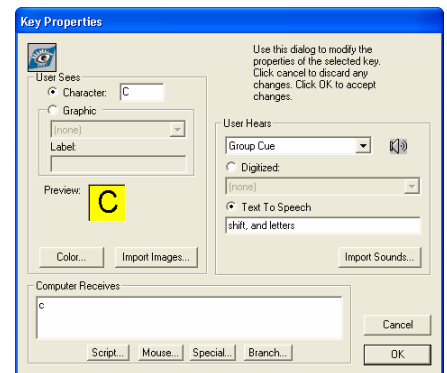 Key Properties
Use this dialog to modify the
properties of the selected key.
Click cancel to discard any
changes. Click OK to accept
changes.
User Sees
Character: C
Graphic
(none)
Label:
Preview: C
Color... Import Images...
User Hears
Group Cue
Digitized:
(none)
Text To Speech
shift, and letters
Import Sounds...
Computer Receives
c
Script... Mouse... Special... Branch...
Cancel
OK